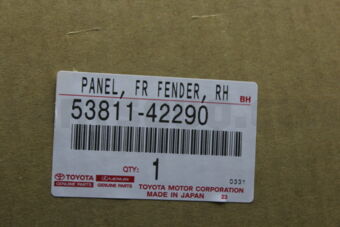 PANEL, FR FENDER, RH
BH
53811-42290
TOYOTA LEXUS QTY: 1 0331
GENUINE PARTS GENUINE PARTS
TOYOTA MOTOR CORPORATION
MADE IN JAPAN 23